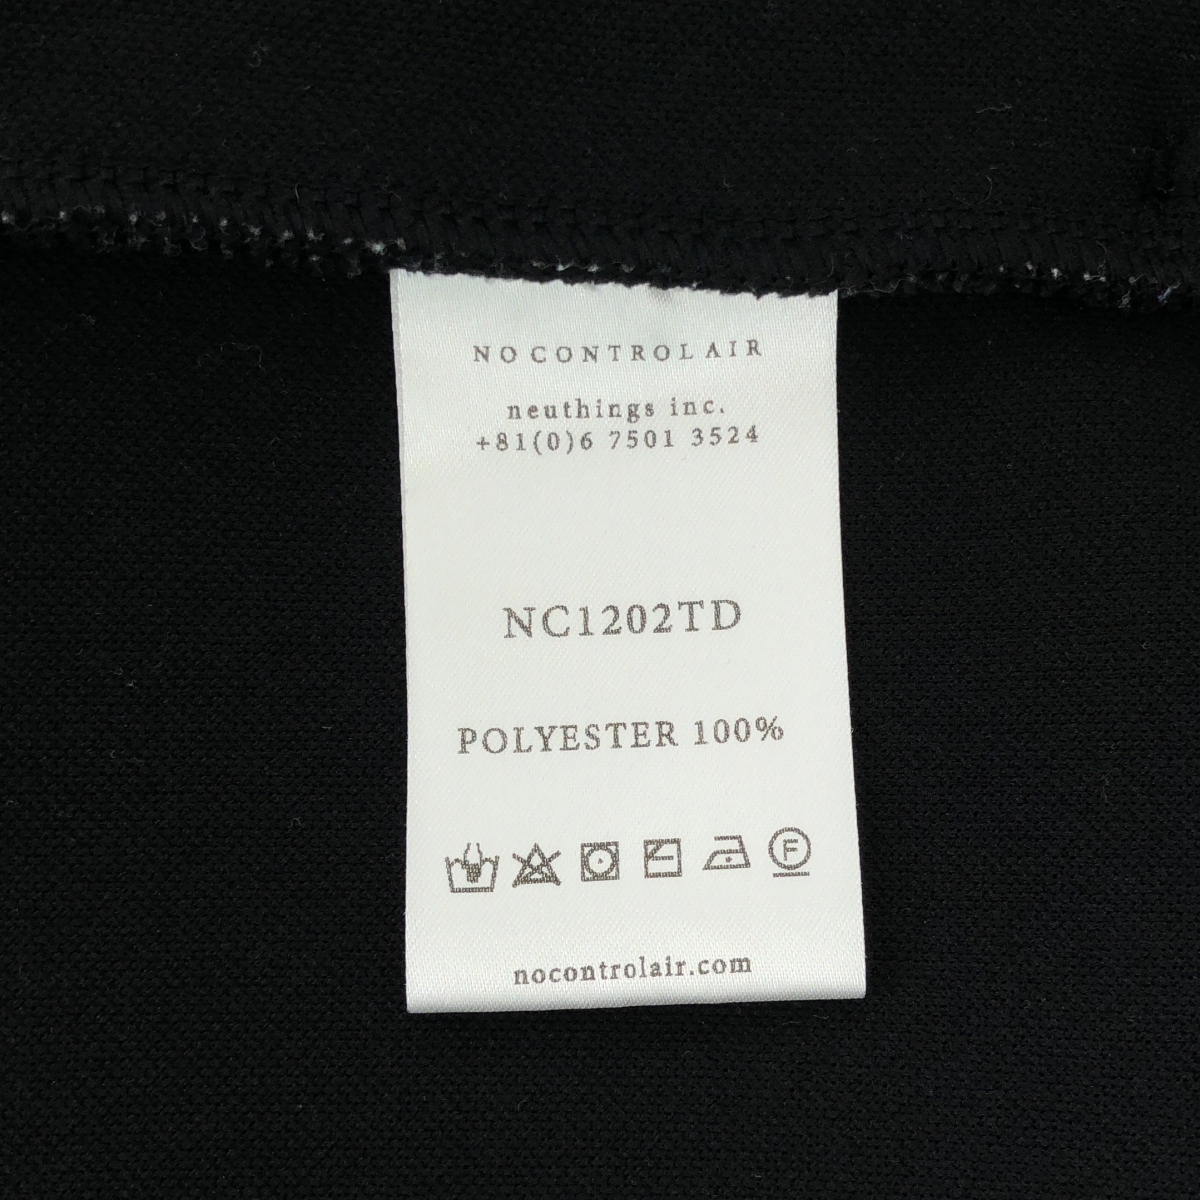 NO CONTROL AIR
neuthings inc.
+81(0)6 7501 3524
NC1202TD
POLYESTER 100%
F
nocontrolair.com